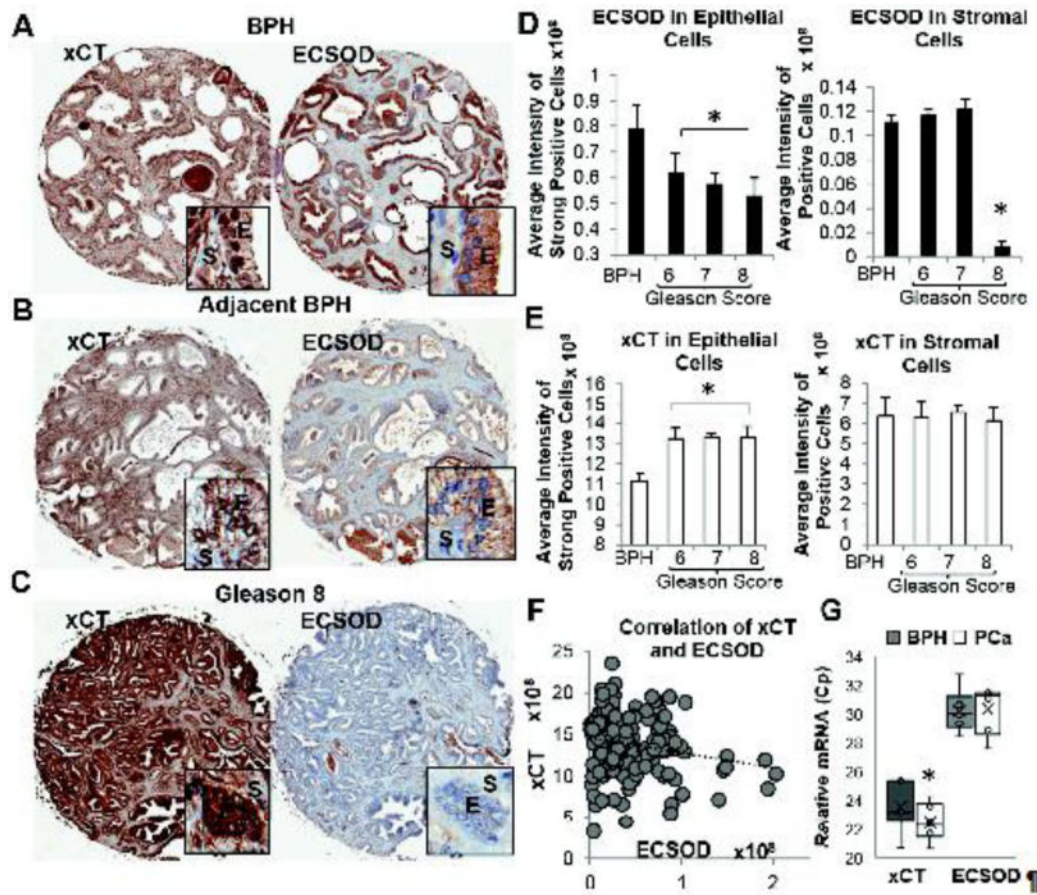 A
BPH
xCT
ECSOD
E
S
S
E
B
Adjacent BPH
xCT
ECSOD
E
S
E
S
C
Gleason 8
xCT
ECSOD
S
E
S
E
D
ECSOD in Epithelial
Cells
Average Intensity of
Strong Positive Cells x10⁸
1
0.9
0.8
0.7
0.6
0.5
0.4
0.3
*
BPH 6 7 8
Gleason Score
ECSOD in Stromal
Cells
Average Intensity of
Positive Cells x 10⁸
0.14
0.12
0.1
0.08
0.06
0.04
0.02
0
*
BPH 6 7 8
Gleason Score
E
xCT in Epithelial
Cells
Average Intensity of
Strong Positive Cells x 10⁸
16
15
14
13
12
11
10
9
8
*
BPH 6 7 8
Gleason Score
xCT in Stromal
Cells
Average Intensity of
Positive Cells x 10⁸
8
7
6
5
4
3
2
1
0
BPH 6 7 8
Gleason Score
F
Correlation of xCT
and ECSOD
xCT x10⁸
25
20
15
10
5
0
ECSOD x10⁸
0 1 2
G
BPH PCa
Relative mRNA (Cp)
34
32
30
28
26
24
22
20
*
xCT ECSOD ¶